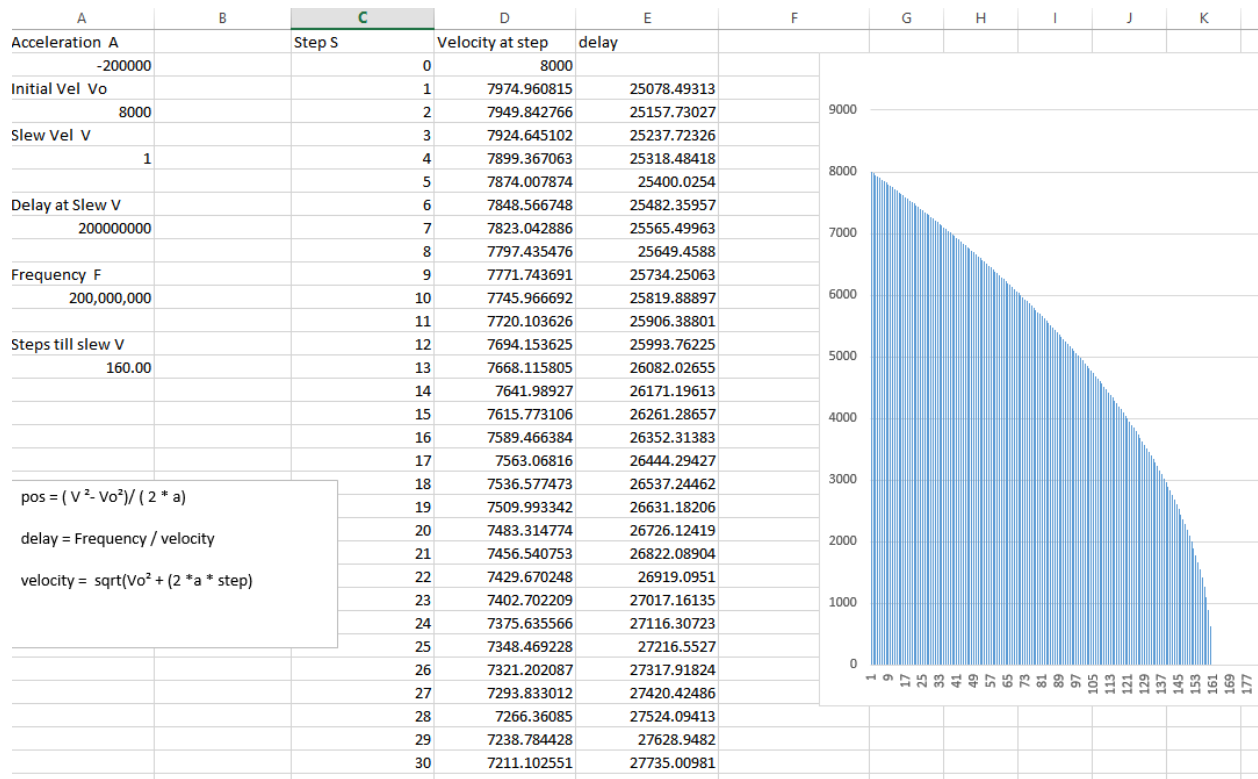 A B C D E F G H I J K
Acceleration A Step S Velocity at step delay
-200000 0 8000
Initial Vel Vo 1 7974.960815 25078.49313
8000 2 7949.842766 25157.73027
Slew Vel V 3 7924.645102 25237.72326
1 4 7899.367063 25318.48418
5 7874.007874 25400.0254
Delay at Slew V 6 7848.566748 25482.35957
200000000 7 7823.042886 25565.49963
8 7797.435476 25649.4588
Frequency F 9 7771.743691 25734.25063
200,000,000 10 7745.966692 25819.88897
11 7720.103626 25906.38801
Steps till slew V 12 7694.153625 25993.76225
160.00 13 7668.115805 26082.02655
14 7641.98927 26171.19613
15 7615.773106 26261.28657
16 7589.466384 26352.31383
17 7563.06816 26444.29427
18 7536.577473 26537.24462
19 7509.993342 26631.18206
20 7483.314774 26726.12419
21 7456.540753 26822.08904
22 7429.670248 26919.0951
23 7402.702209 27017.16135
24 7375.635566 27116.30723
25 7348.469228 27216.5527
26 7321.202087 27317.91824
27 7293.833012 27420.42486
28 7266.36085 27524.09413
29 7238.784428 27628.9482
30 7211.102551 27735.00981
pos = ( V ²- Vo²)/ ( 2 * a)
delay = Frequency / velocity
velocity = sqrt(Vo² + (2 *a * step)
9000
8000
7000
6000
5000
4000
3000
2000
1000
0
1 9 17 25 33 41 49 57 65 73 81 89 97 105 113 121 129 137 145 153 161 169 177